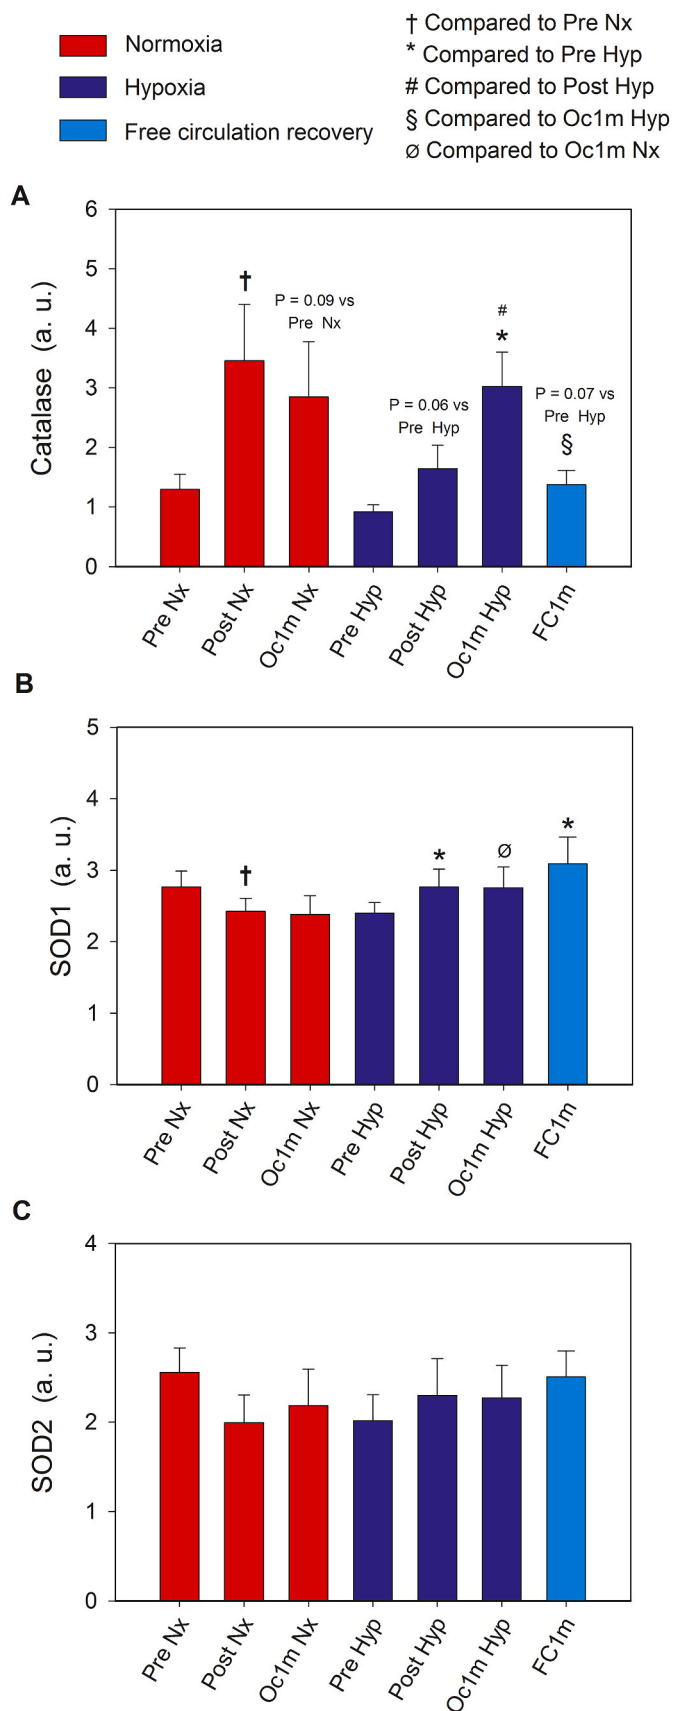 Normoxia
Hypoxia
Free circulation recovery
† Compared to Pre Nx
* Compared to Pre Hyp
# Compared to Post Hyp
§ Compared to Oc1m Hyp
Ø Compared to Oc1m Nx
A
Catalase (a. u.)
6
5
4
3
2
1
0
†
P = 0.09 vs
Pre Nx
P = 0.06 vs
Pre Hyp
#
*
P = 0.07 vs
Pre Hyp
§
Pre Nx
Post Nx
Oc1m Nx
Pre Hyp
Post Hyp
Oc1m Hyp
FC1m
B
SOD1 (a. u.)
5
4
3
2
1
0
†
*
Ø
*
Pre Nx
Post Nx
Oc1m Nx
Pre Hyp
Post Hyp
Oc1m Hyp
FC1m
C
SOD2 (a. u.)
4
3
2
1
0
Pre Nx
Post Nx
Oc1m Nx
Pre Hyp
Post Hyp
Oc1m Hyp
FC1m